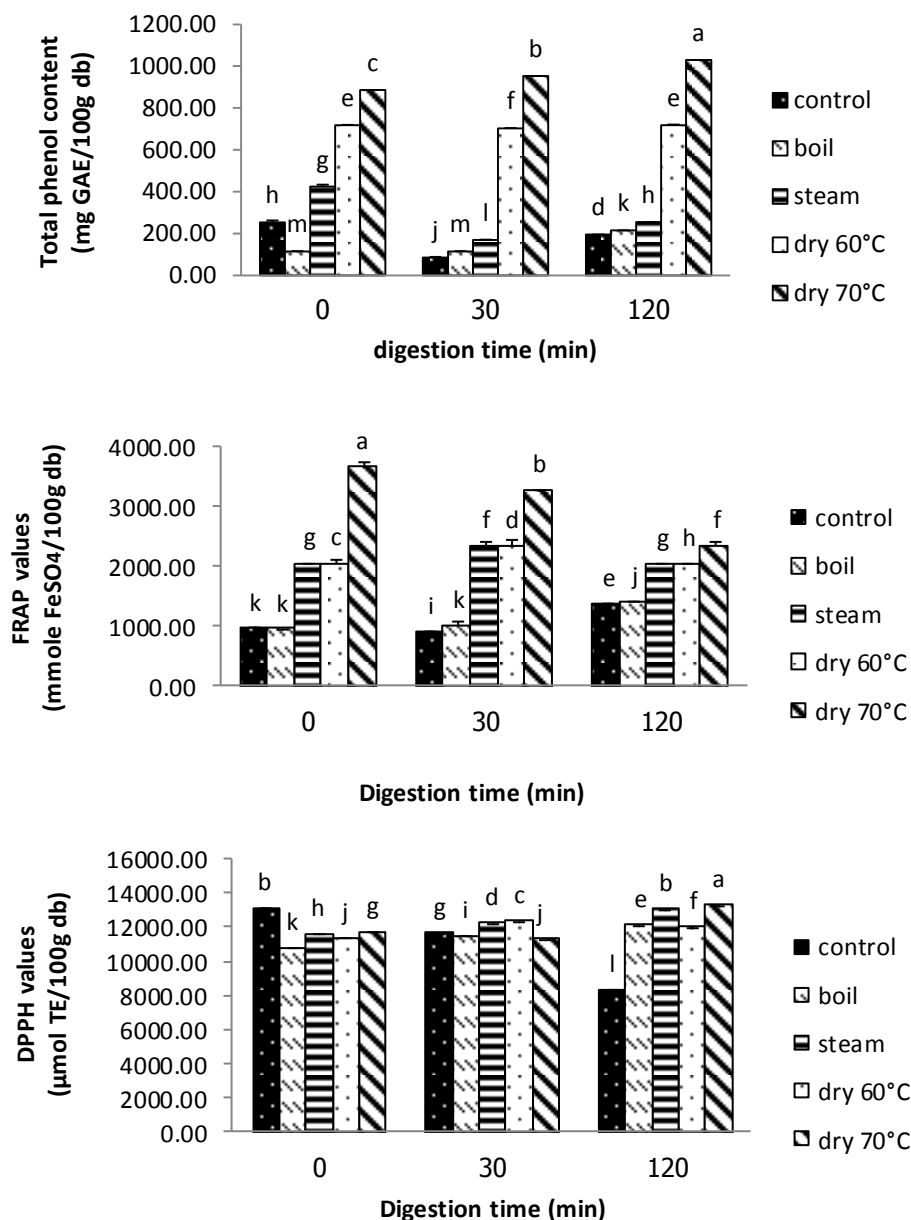 Total phenol content
(mg GAE/100g db)
1200.00
1000.00
800.00
600.00
400.00
200.00
0.00
h
m
g
e
c
j
m
l
f
b
d
k
h
e
a
0
30
120
digestion time (min)
control
boil
steam
dry 60°C
dry 70°C
FRAP values
(mmole FeSO4/100g db)
4000.00
3000.00
2000.00
1000.00
0.00
k
k
g
c
a
i
k
f
d
b
e
j
g
h
f
0
30
120
Digestion time (min)
control
boil
steam
dry 60°C
dry 70°C
DPPH values
(µmol TE/100g db)
16000.00
14000.00
12000.00
10000.00
8000.00
6000.00
4000.00
2000.00
0.00
b
k
h
j
g
g
i
d
c
j
l
e
b
f
a
0
30
120
Digestion time (min)
control
boil
steam
dry 60°C
dry 70°C